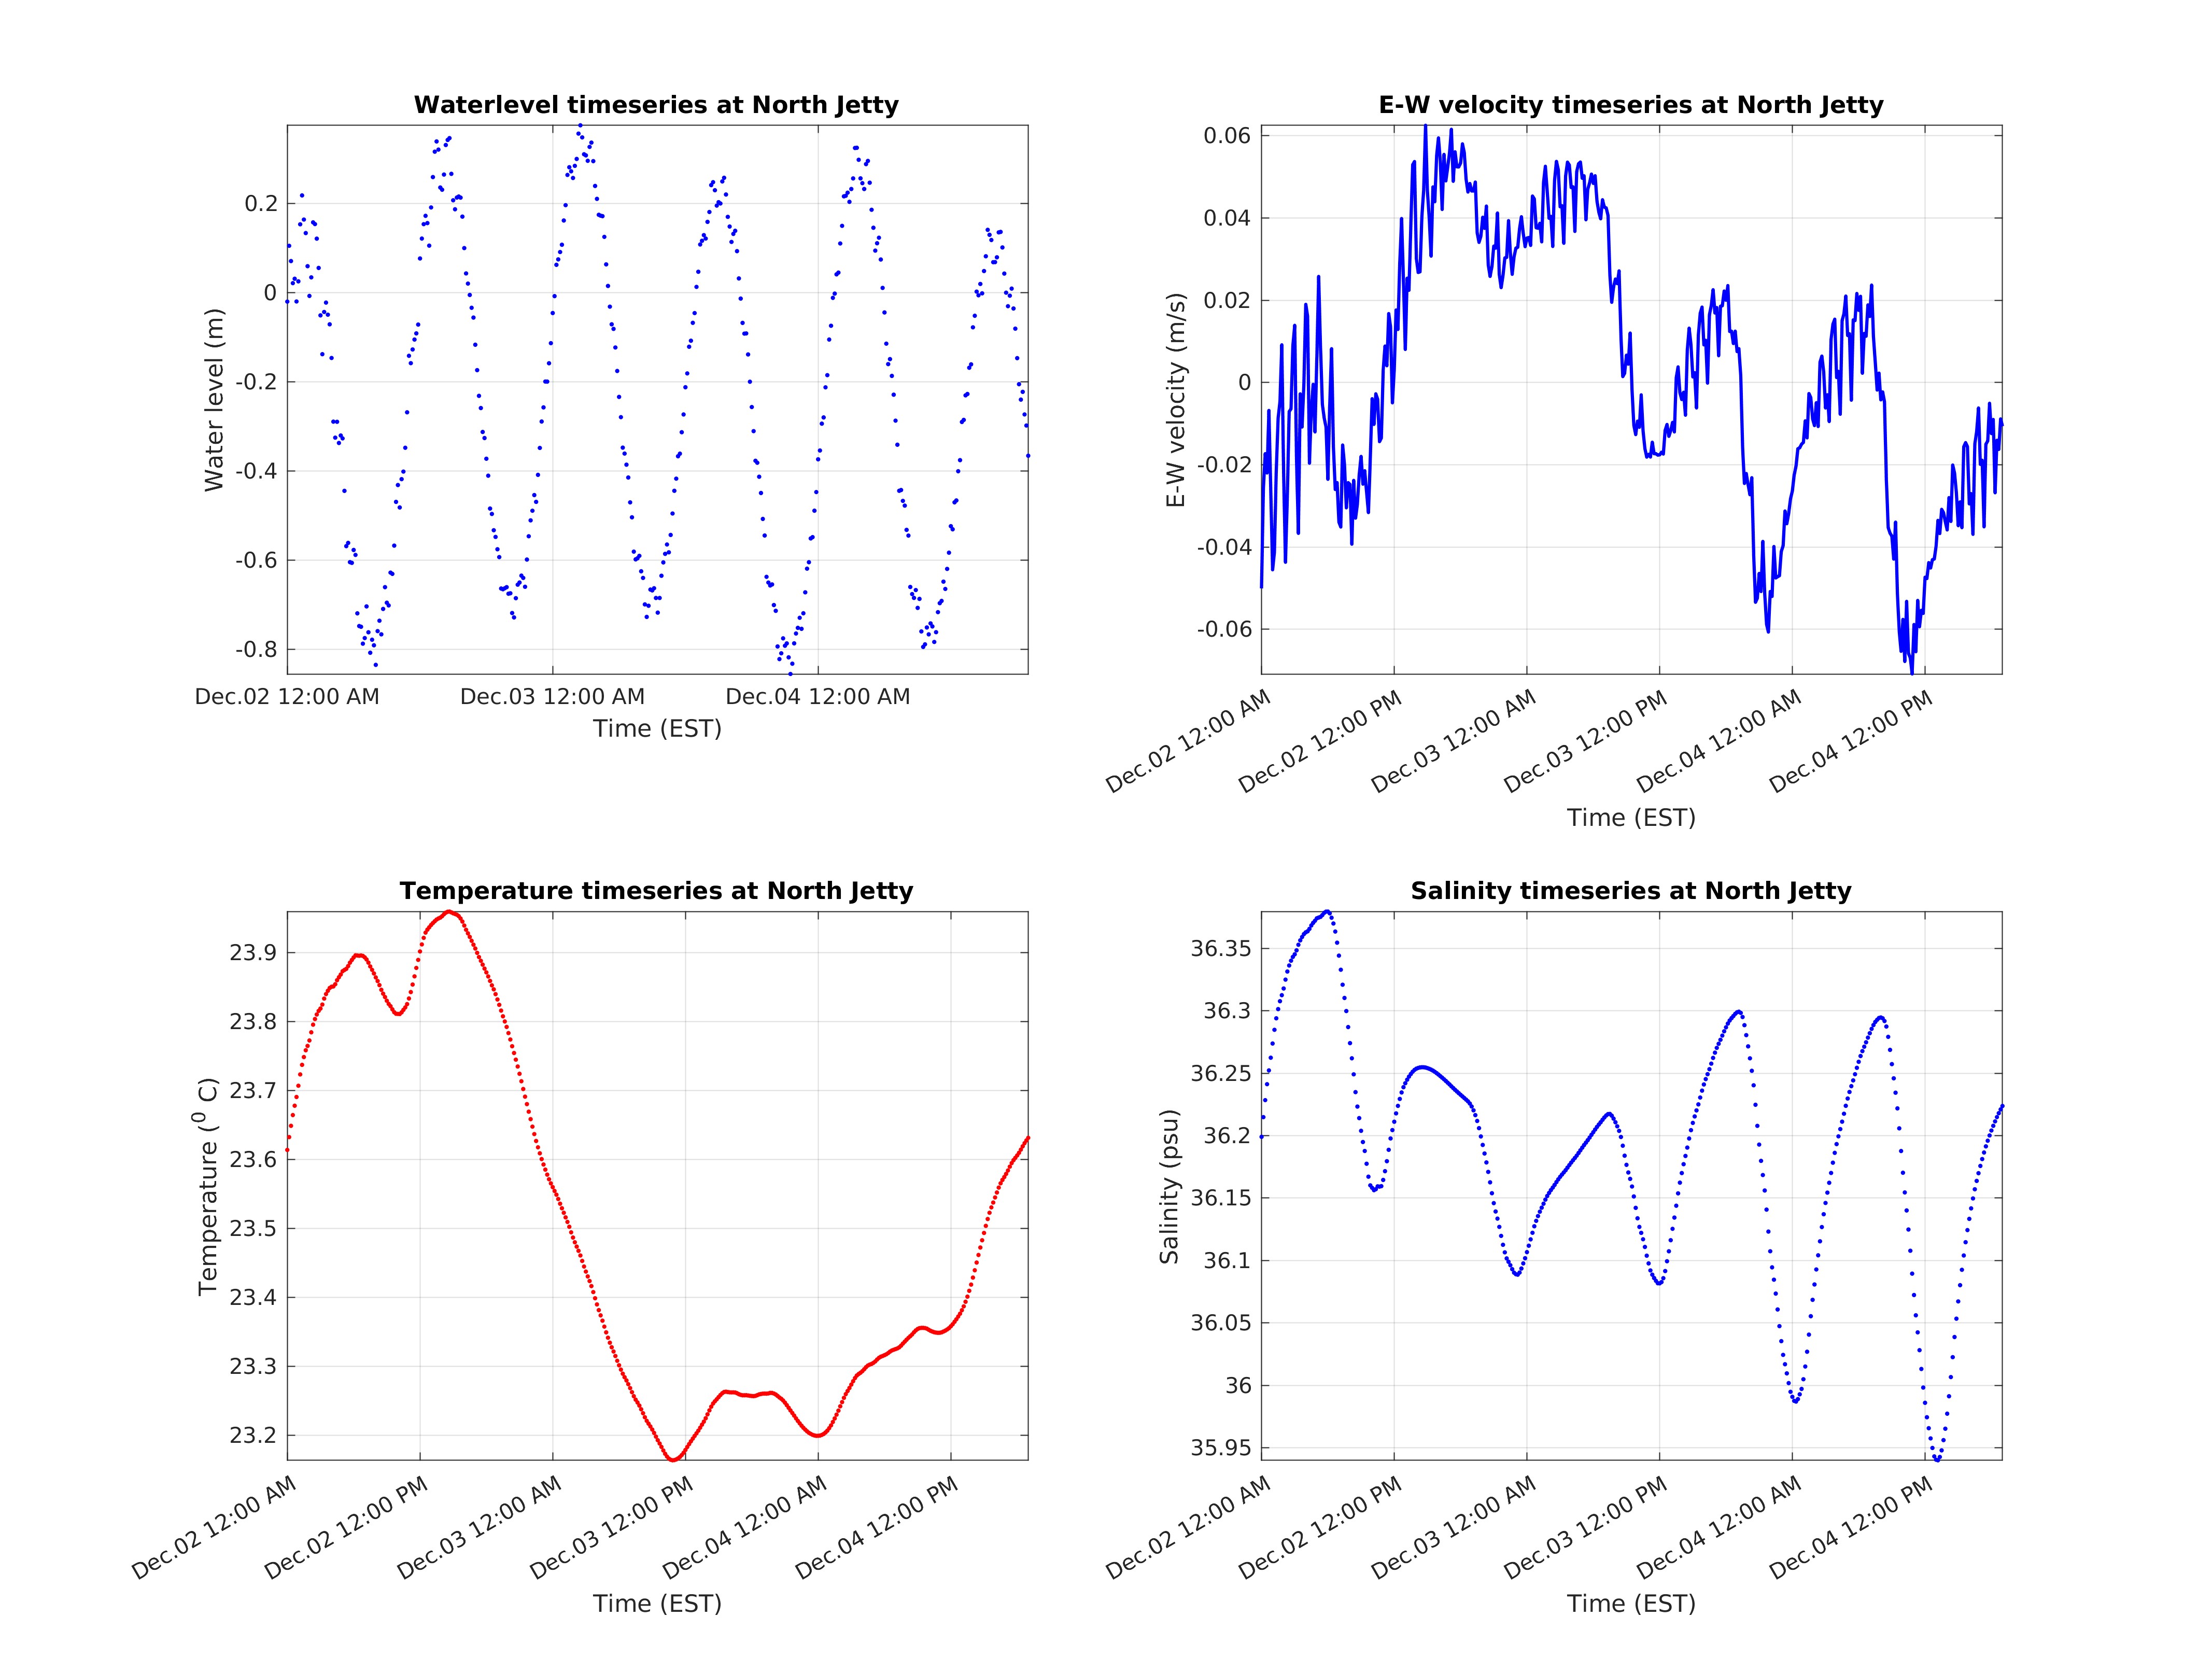 Waterlevel timeseries at North Jetty
Water level (m)
0.2
0
-0.2
-0.4
-0.6
-0.8
Dec.02 12:00 AM
Dec.03 12:00 AM
Dec.04 12:00 AM
Time (EST)
E-W velocity timeseries at North Jetty
E-W velocity (m/s)
0.06
0.04
0.02
0
-0.02
-0.04
-0.06
Dec.02 12:00 AM
Dec.02 12:00 PM
Dec.03 12:00 AM
Dec.03 12:00 PM
Dec.04 12:00 AM
Dec.04 12:00 PM
Time (EST)
Temperature timeseries at North Jetty
Temperature (⁰ C)
23.9
23.8
23.7
23.6
23.5
23.4
23.3
23.2
Dec.02 12:00 AM
Dec.02 12:00 PM
Dec.03 12:00 AM
Dec.03 12:00 PM
Dec.04 12:00 AM
Dec.04 12:00 PM
Time (EST)
Salinity timeseries at North Jetty
Salinity (psu)
36.35
36.3
36.25
36.2
36.15
36.1
36.05
36
35.95
Dec.02 12:00 AM
Dec.02 12:00 PM
Dec.03 12:00 AM
Dec.03 12:00 PM
Dec.04 12:00 AM
Dec.04 12:00 PM
Time (EST)